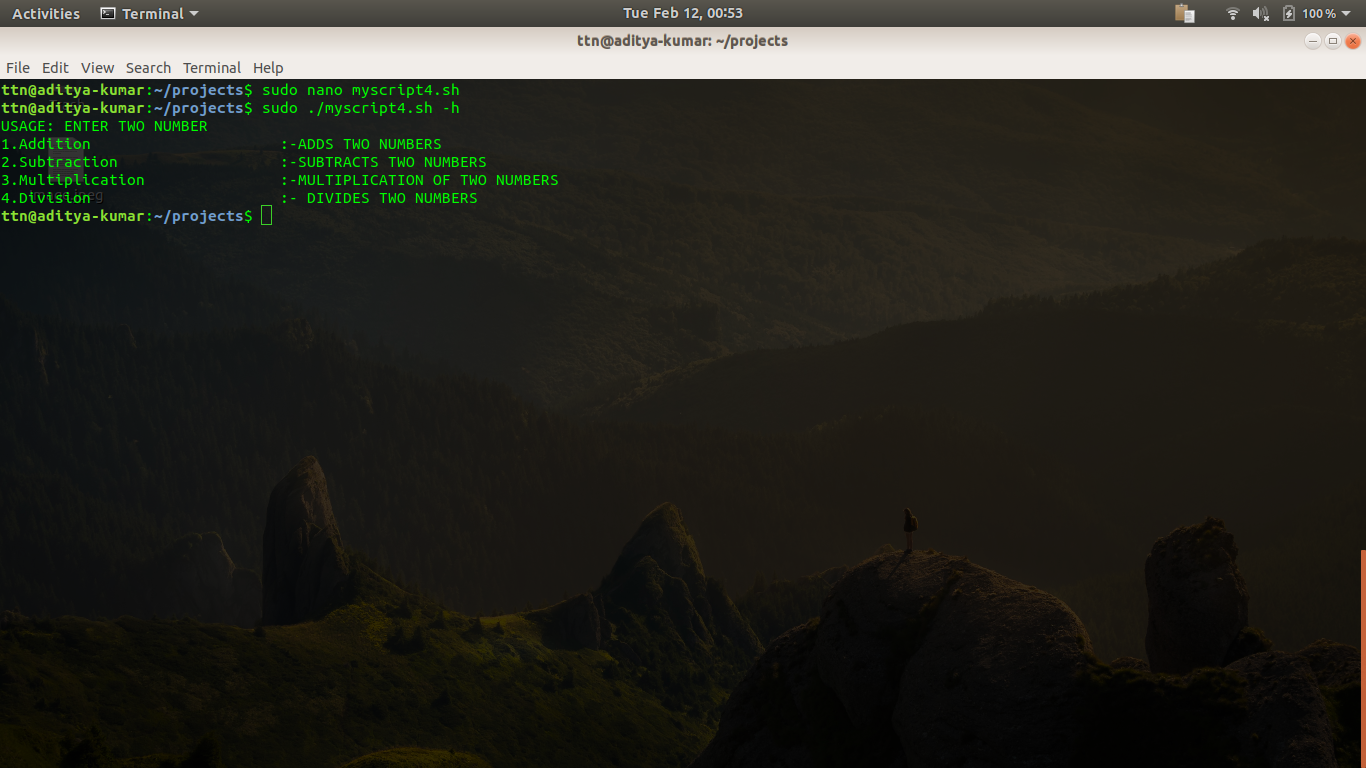 Activities Terminal Tue Feb 12, 00:53 100 %
ttn@aditya-kumar: ~/projects
File Edit View Search Terminal Help
ttn@aditya-kumar:~/projects$ sudo nano myscript4.sh
ttn@aditya-kumar:~/projects$ sudo ./myscript4.sh -h
USAGE: ENTER TWO NUMBER
1.Addition :-ADDS TWO NUMBERS
2.Subtraction :-SUBTRACTS TWO NUMBERS
3.Multiplication :-MULTIPLICATION OF TWO NUMBERS
4.Division :- DIVIDES TWO NUMBERS
ttn@aditya-kumar:~/projects$